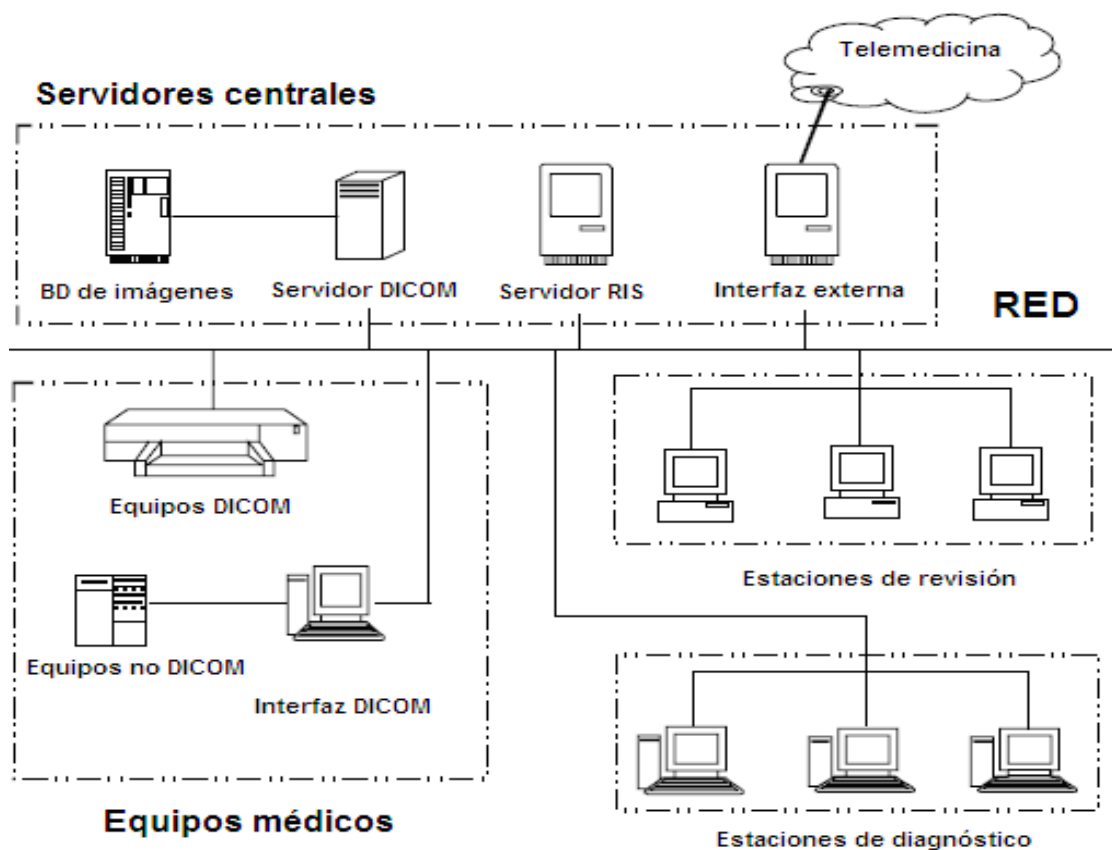 Telemedicina
Servidores centrales
BD de imágenes
Servidor DICOM
Servidor RIS
Interfaz externa
RED
Equipos DICOM
Equipos no DICOM
Interfaz DICOM
Equipos médicos
Estaciones de revisión
Estaciones de diagnóstico